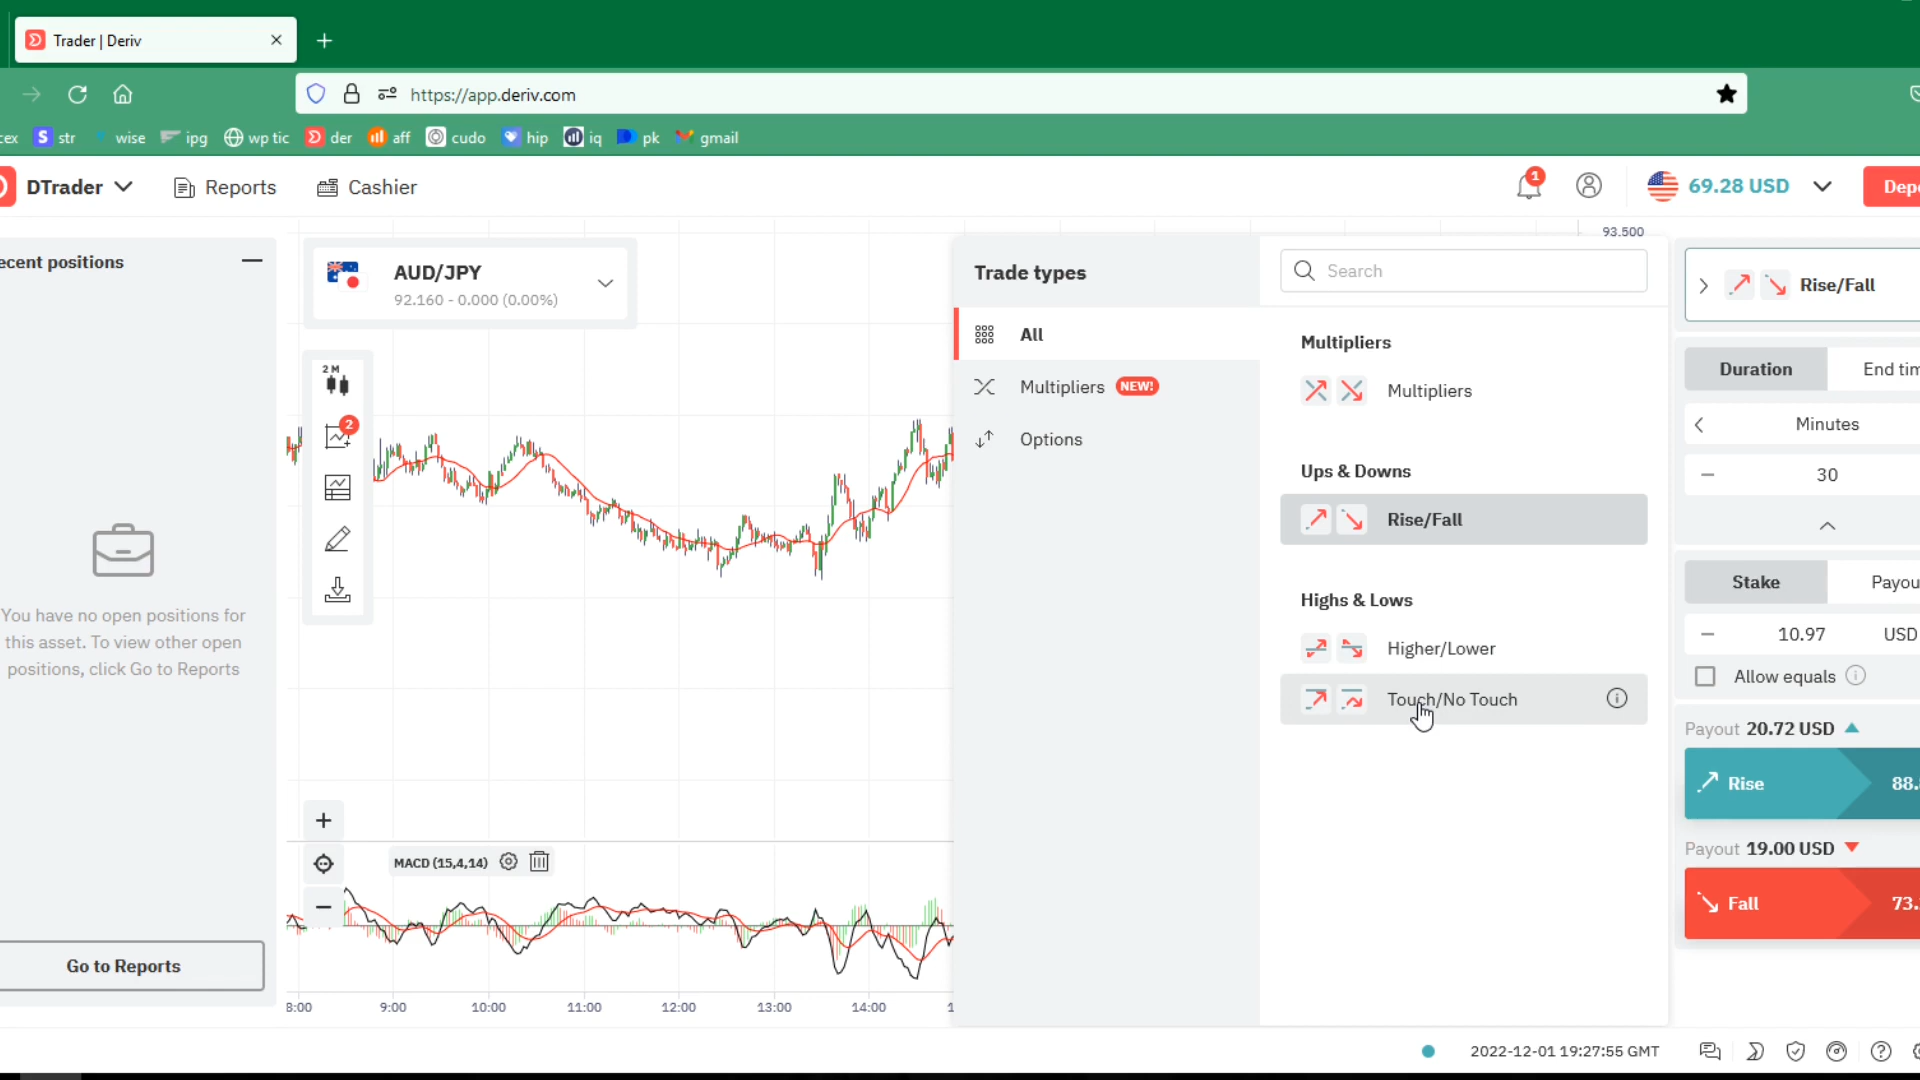 Trader | Deriv
https://app.deriv.com
cex str wise ipg wp tic der aff cudo hip iq pk gmail
DTrader Reports Cashier 1 69.28 USD Depo
ecent positions
You have no open positions for
this asset. To view other open
positions, click Go to Reports
Go to Reports
AUD/JPY
92.160 - 0.000 (0.00%)
2 M
2
93.500
MACD (15,4,14)
8:00 9:00 10:00 11:00 12:00 13:00 14:00
Trade types
All
Multipliers NEW!
Options
Search
Multipliers
Multipliers
Ups & Downs
Rise/Fall
Highs & Lows
Higher/Lower
Touch/No Touch
Rise/Fall
Duration End tim
Minutes
30
Stake Payou
10.97 USD
Allow equals
Payout 20.72 USD
Rise 88.
Payout 19.00 USD
Fall 73.
2022-12-01 19:27:55 GMT